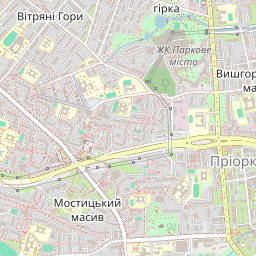 гірка
Вітряні Гори
ЖК Паркове
місто
Вишгор
ма
Пріорк
Мостицький
масив